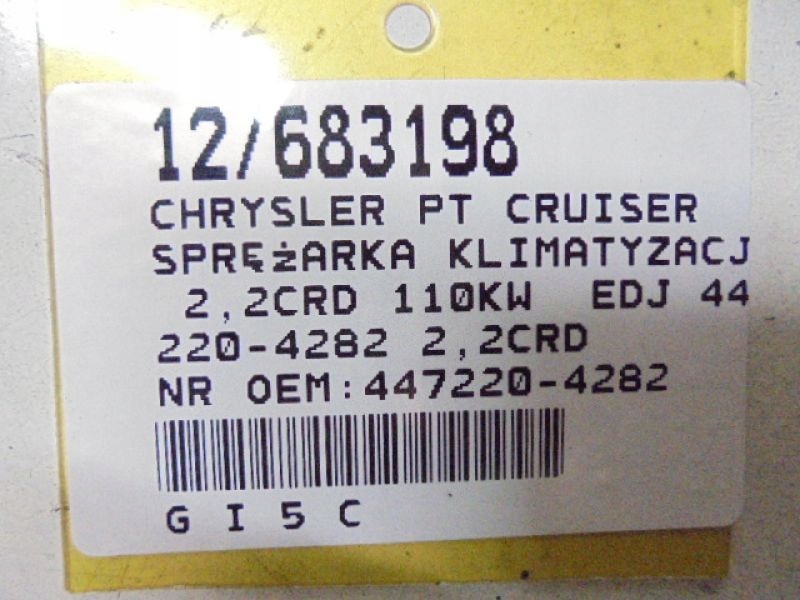 12/683198
CHRYSLER PT CRUISER
SPRĘŻARKA KLIMATYZACJ
2,2CRD 110KW EDJ 44
220-4282 2,2CRD
NR OEM:447220-4282
G I 5 C